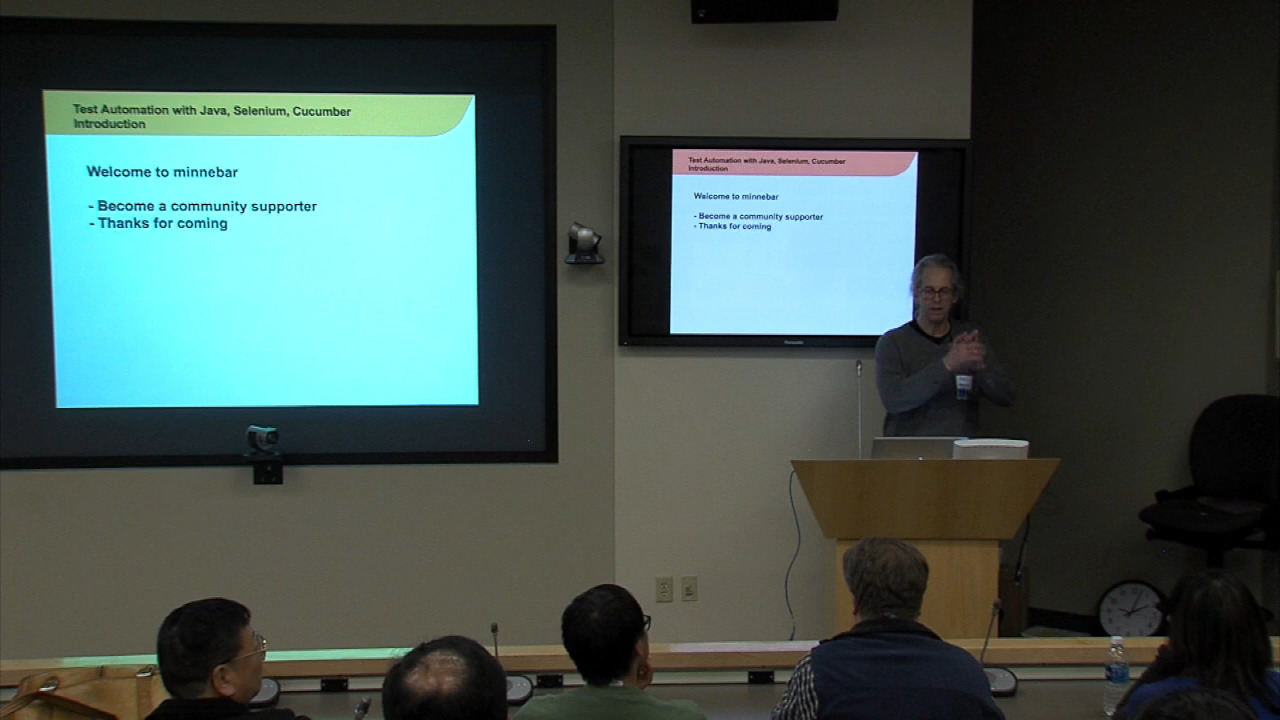 Test Automation with Java, Selenium, Cucumber
Introduction
Welcome to minnebar
- Become a community supporter
- Thanks for coming
Test Automation with Java, Selenium, Cucumber
Introduction
Welcome to minnebar
- Become a community supporter
- Thanks for coming
Panasonic